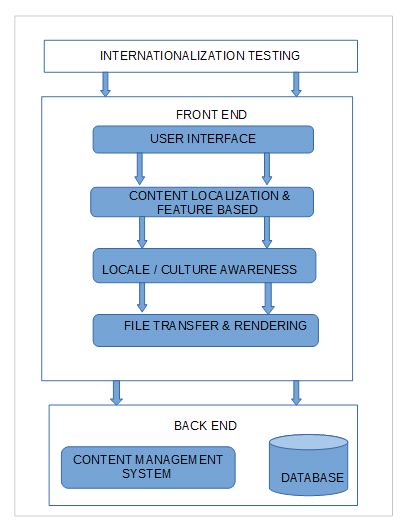 INTERNATIONALIZATION TESTING
FRONT END
USER INTERFACE
CONTENT LOCALIZATION &
FEATURE BASED
LOCALE / CULTURE AWARENESS
FILE TRANSFER & RENDERING
BACK END
CONTENT MANAGEMENT
SYSTEM
DATABASE